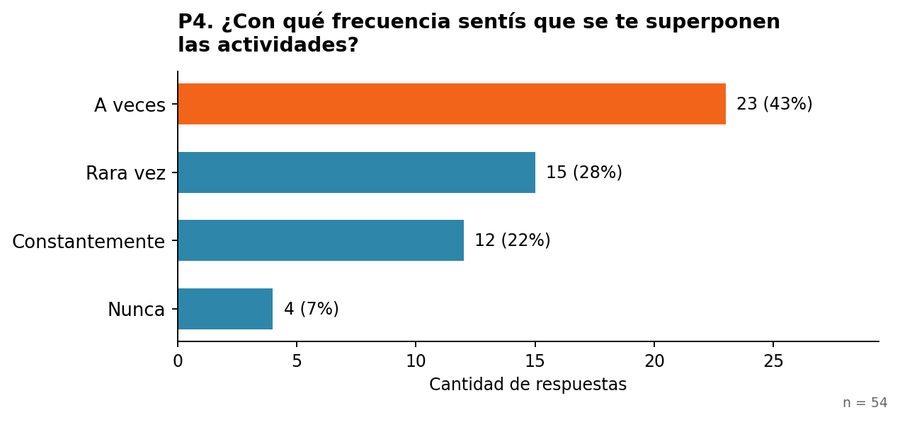 P4. ¿Con qué frecuencia sentís que se te superponen
las actividades?
A veces
23 (43%)
Rara vez
15 (28%)
Constantemente
12 (22%)
Nunca
4 (7%)
0 5 10 15 20 25
Cantidad de respuestas
n = 54